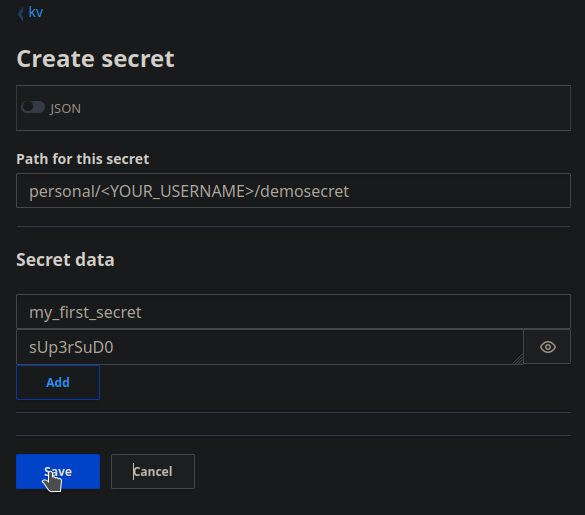 kv
Create secret
JSON
Path for this secret
personal/<YOUR_USERNAME>/demosecret
Secret data
my_first_secret
sUp3rSuD0
Add
Save
Cancel